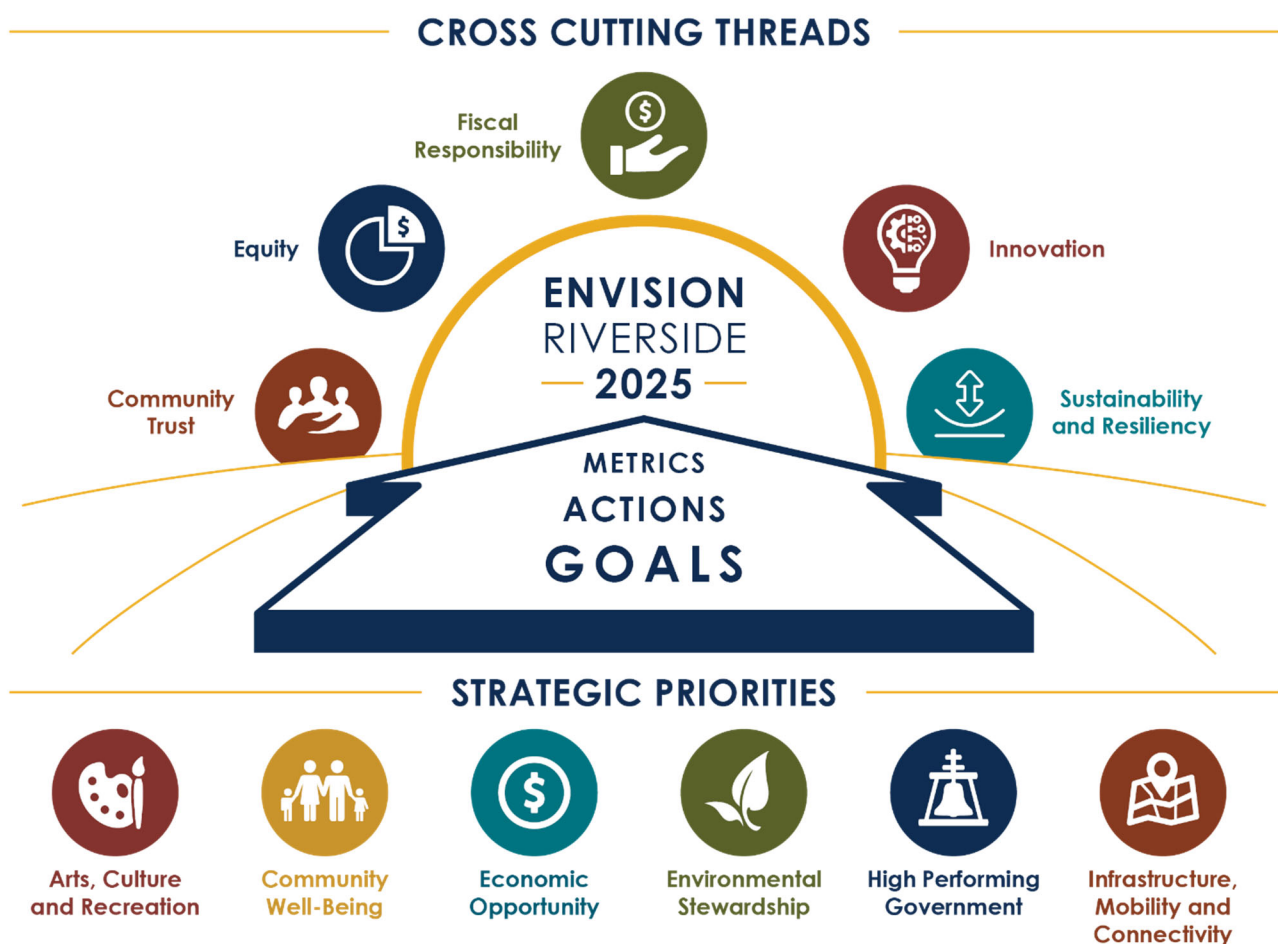 CROSS CUTTING THREADS
Fiscal
Responsibility
Equity
Innovation
Community
Trust
Sustainability
and Resiliency
ENVISION
RIVERSIDE
2025
METRICS
ACTIONS
GOALS
STRATEGIC PRIORITIES
Arts, Culture
and Recreation
Community
Well-Being
Economic
Opportunity
Environmental
Stewardship
High Performing
Government
Infrastructure,
Mobility and
Connectivity
$
$
$